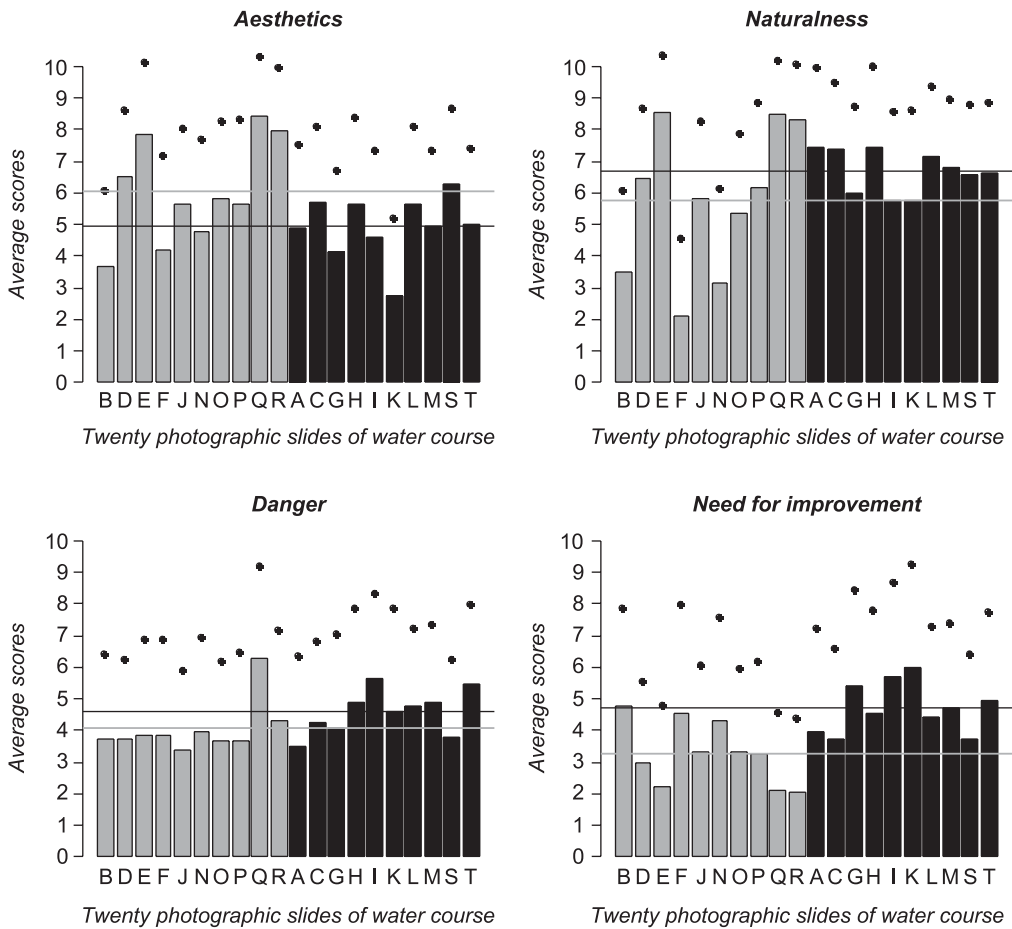 Aesthetics
Average scores
10
9
8
7
6
5
4
3
2
1
0
B D E F J N O P Q R A C G H I K L M S T
Twenty photographic slides of water course
Naturalness
Average scores
10
9
8
7
6
5
4
3
2
1
0
B D E F J N O P Q R A C G H I K L M S T
Twenty photographic slides of water course
Danger
Average scores
10
9
8
7
6
5
4
3
2
1
0
B D E F J N O P Q R A C G H I K L M S T
Twenty photographic slides of water course
Need for improvement
Average scores
10
9
8
7
6
5
4
3
2
1
0
B D E F J N O P Q R A C G H I K L M S T
Twenty photographic slides of water course